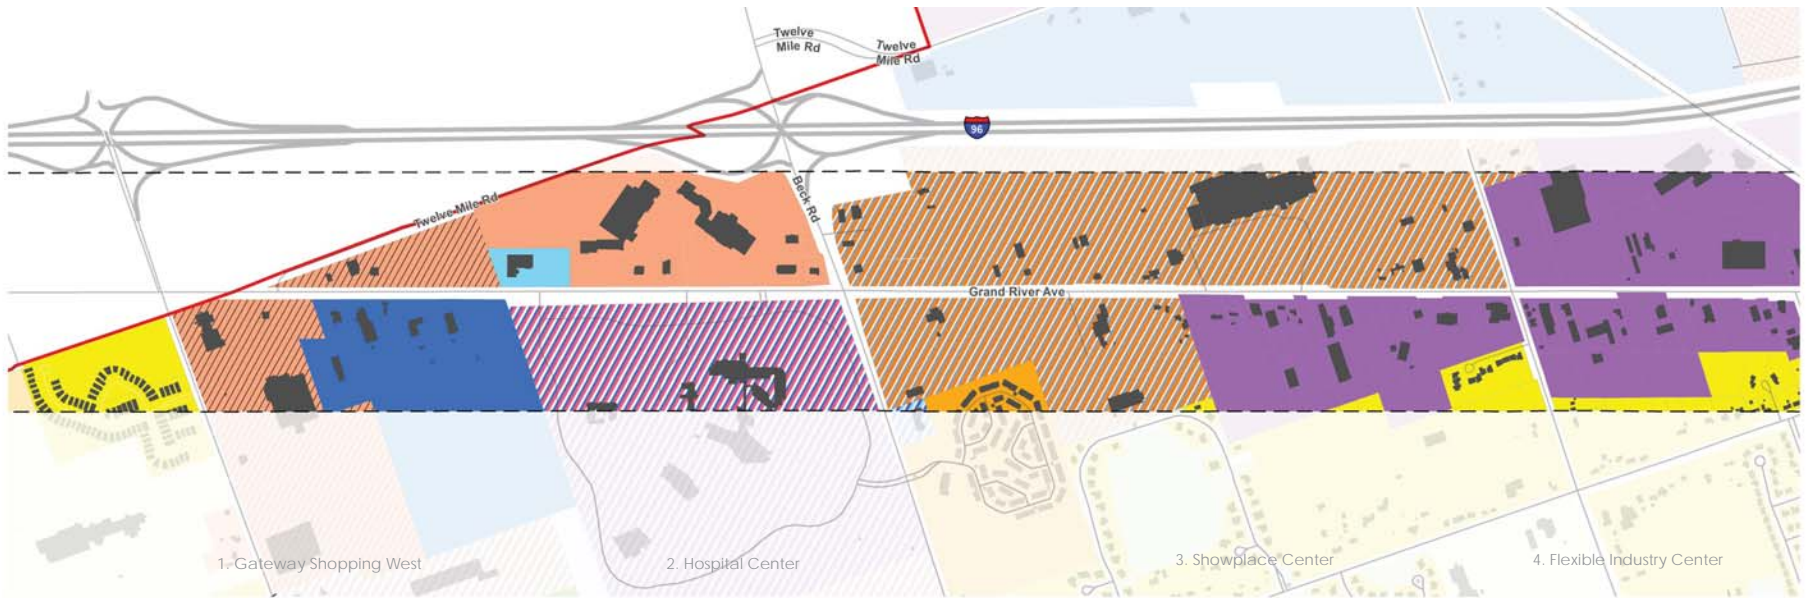 Twelve
Mile Rd
Twelve
Mile Rd
96
Twelve Mile Rd
Beck Rd
Grand River Ave
1. Gateway Shopping West
2. Hospital Center
3. Showplace Center
4. Flexible Industry Center